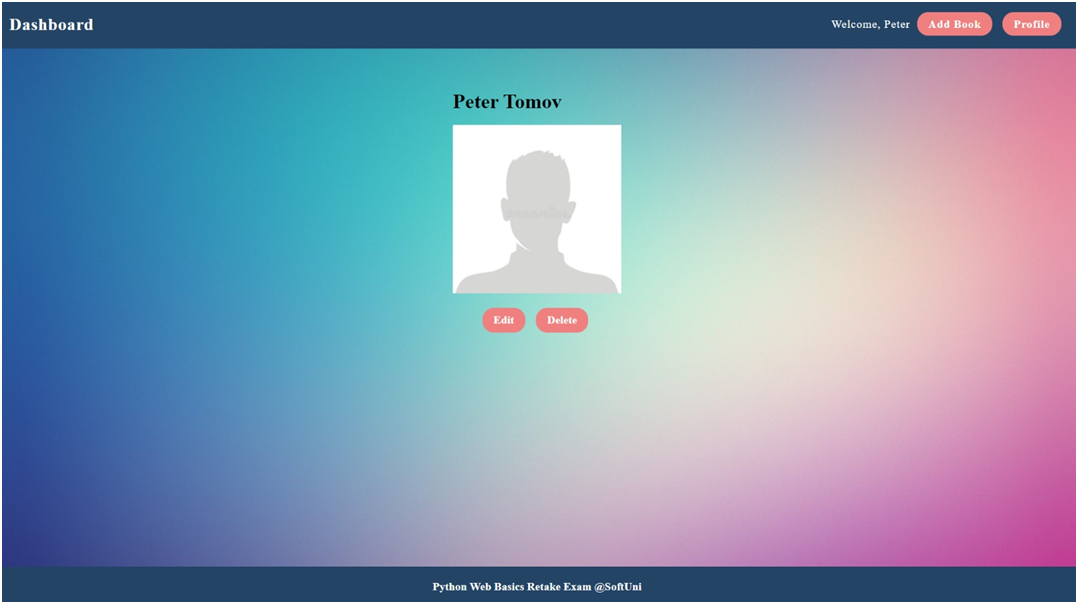 Dashboard
Welcome, Peter
Add Book
Profile
Peter Tomov
Edit
Delete
Python Web Basics Retake Exam @SoftUni